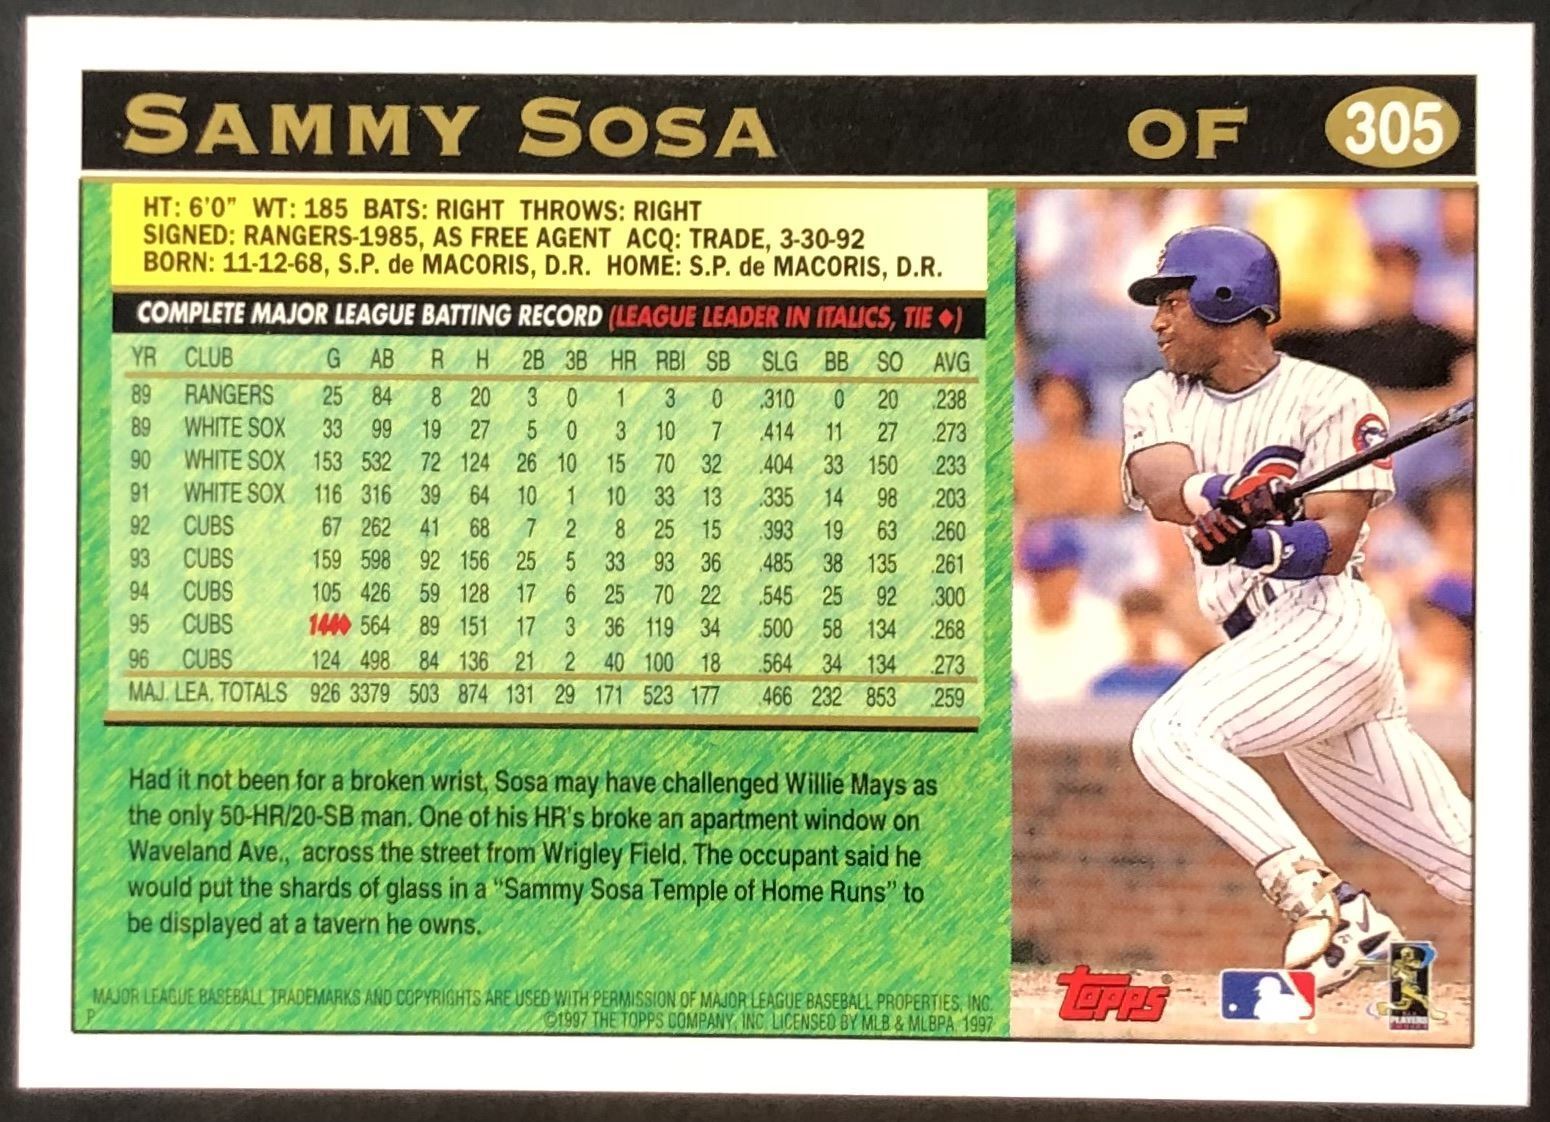 SAMMY SOSA OF 305
HT: 6'0" WT: 185 BATS: RIGHT THROWS: RIGHT
SIGNED: RANGERS-1985, AS FREE AGENT ACQ: TRADE, 3-30-92
BORN: 11-12-68, S.P. de MACORIS, D.R. HOME: S.P. de MACORIS, D.R.
COMPLETE MAJOR LEAGUE BATTING RECORD (LEAGUE LEADER IN ITALICS, TIE ♦)
YR CLUB G AB R H 2B 3B HR RBI SB SLG BB SO AVG
89 RANGERS 25 84 8 20 3 0 1 3 0 .310 0 20 .238
89 WHITE SOX 33 99 19 27 5 0 3 10 7 .414 11 27 .273
90 WHITE SOX 153 532 72 124 26 10 15 70 32 .404 33 150 .233
91 WHITE SOX 116 316 39 64 10 1 10 33 13 .335 14 98 .203
92 CUBS 67 262 41 68 7 2 8 25 15 .393 19 63 .260
93 CUBS 159 598 92 156 25 5 33 93 36 .485 38 135 .261
94 CUBS 105 426 59 128 17 6 25 70 22 .545 25 92 .300
95 CUBS 144♦ 564 89 151 17 3 36 119 34 .500 58 134 .268
96 CUBS 124 498 84 136 21 2 40 100 18 .564 34 134 .273
MAJ. LEA. TOTALS 926 3379 503 874 131 29 171 523 177 .466 232 853 .259
Had it not been for a broken wrist, Sosa may have challenged Willie Mays as
the only 50-HR/20-SB man. One of his HR's broke an apartment window on
Waveland Ave., across the street from Wrigley Field. The occupant said he
would put the shards of glass in a “Sammy Sosa Temple of Home Runs” to
be displayed at a tavern he owns.
MAJOR LEAGUE BASEBALL TRADEMARKS AND COPYRIGHTS ARE USED WITH PERMISSION OF MAJOR LEAGUE BASEBALL PROPERTIES, INC.
P ©1997 THE TOPPS COMPANY, INC. LICENSED BY MLB & MLBPA, 1997
Topps®
PLAYERS